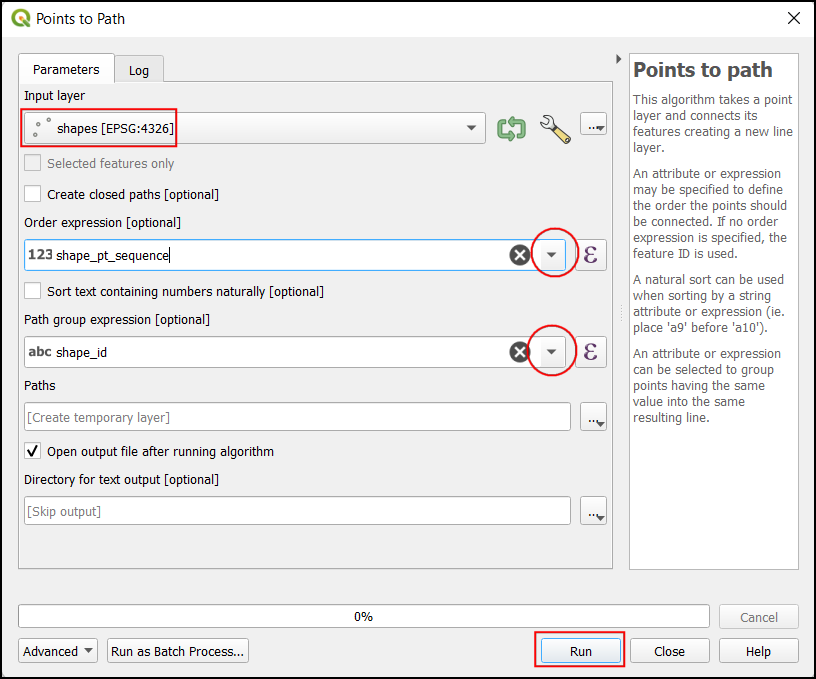 Points to Path
Parameters
Log
Input layer
shapes [EPSG:4326]
...
Selected features only
Create closed paths [optional]
Order expression [optional]
123 shape_pt_sequence
ε
Sort text containing numbers naturally [optional]
Path group expression [optional]
abc shape_id
ε
Paths
[Create temporary layer]
...
Open output file after running algorithm
Directory for text output [optional]
[Skip output]
...
Points to path
This algorithm takes a point
layer and connects its
features creating a new line
layer.
An attribute or expression
may be specified to define
the order the points should
be connected. If no order
expression is specified, the
feature ID is used.
A natural sort can be used
when sorting by a string
attribute or expression (ie.
place 'a9' before 'a10').
An attribute or expression
can be selected to group
points having the same
value into the same
resulting line.
0%
Cancel
Advanced
Run as Batch Process...
Run
Close
Help